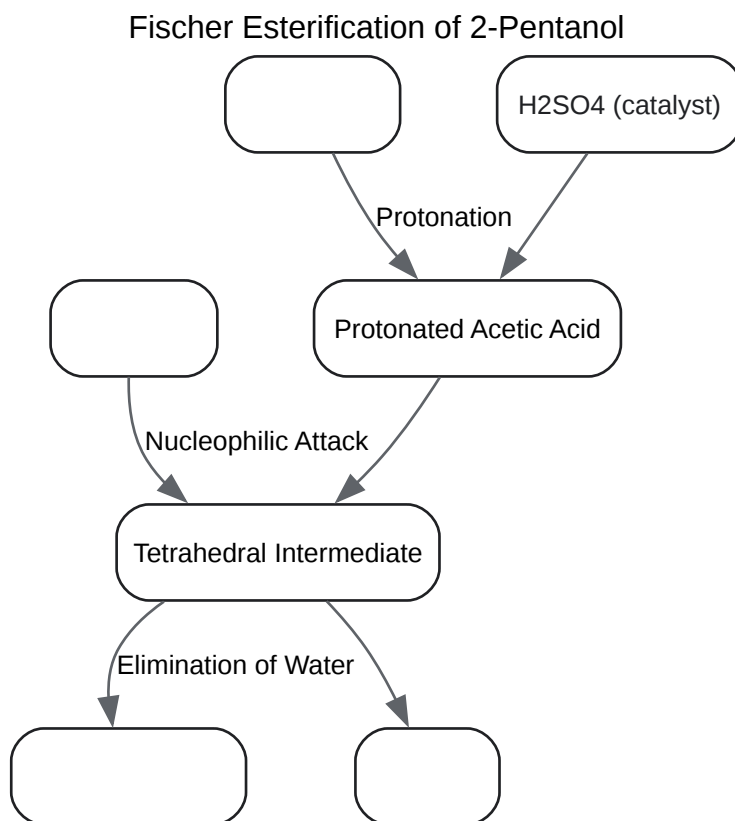 Fischer Esterification of 2-Pentanol
H2SO4 (catalyst)
Protonation
Protonated Acetic Acid
Nucleophilic Attack
Tetrahedral Intermediate
Elimination of Water